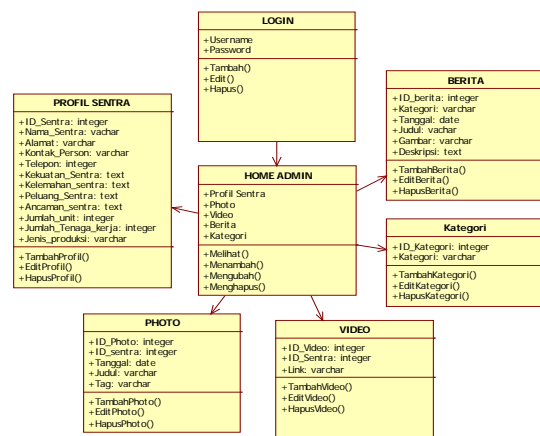 LOGIN
+Username
+Password
+Tambah()
+Edit()
+Hapus()
PROFIL SENTRA
+ID_Sentra: integer
+Nama_Sentra: vachar
+Alamat: varchar
+Kontak_Person: varchar
+Telepon: integer
+Kekuatan_Sentra: text
+Kelemahan_sentra: text
+Peluang_Sentra: text
+Ancaman_sentra: text
+Jumlah_unit: integer
+Jumlah_Tenaga_kerja: integer
+Jenis_produksi: varchar
+TambahProfil()
+EditProfil()
+HapusProfil()
HOME ADMIN
+Profil Sentra
+Photo
+Video
+Berita
+Kategori
+Melihat()
+Menambah()
+Mengubah()
+Menghapus()
BERITA
+ID_berita: integer
+Kategori: varchar
+Tanggal: date
+Judul: vachar
+Gambar: varchar
+Deskripsi: text
+TambahBerita()
+EditBerita()
+HapusBerita()
Kategori
+ID_Kategori: integer
+Kategori: varchar
+TambahKategori()
+EditKategori()
+HapusKategori()
PHOTO
+ID_Photo: integer
+ID_sentra: integer
+Tanggal: date
+Judul: varchar
+Tag: varchar
+TambahPhoto()
+EditPhoto()
+HapusPhoto()
VIDEO
+ID_Video: integer
+ID_Sentra: integer
+Link: varchar
+TambahVideo()
+EditVideo()
+HapusVideo()